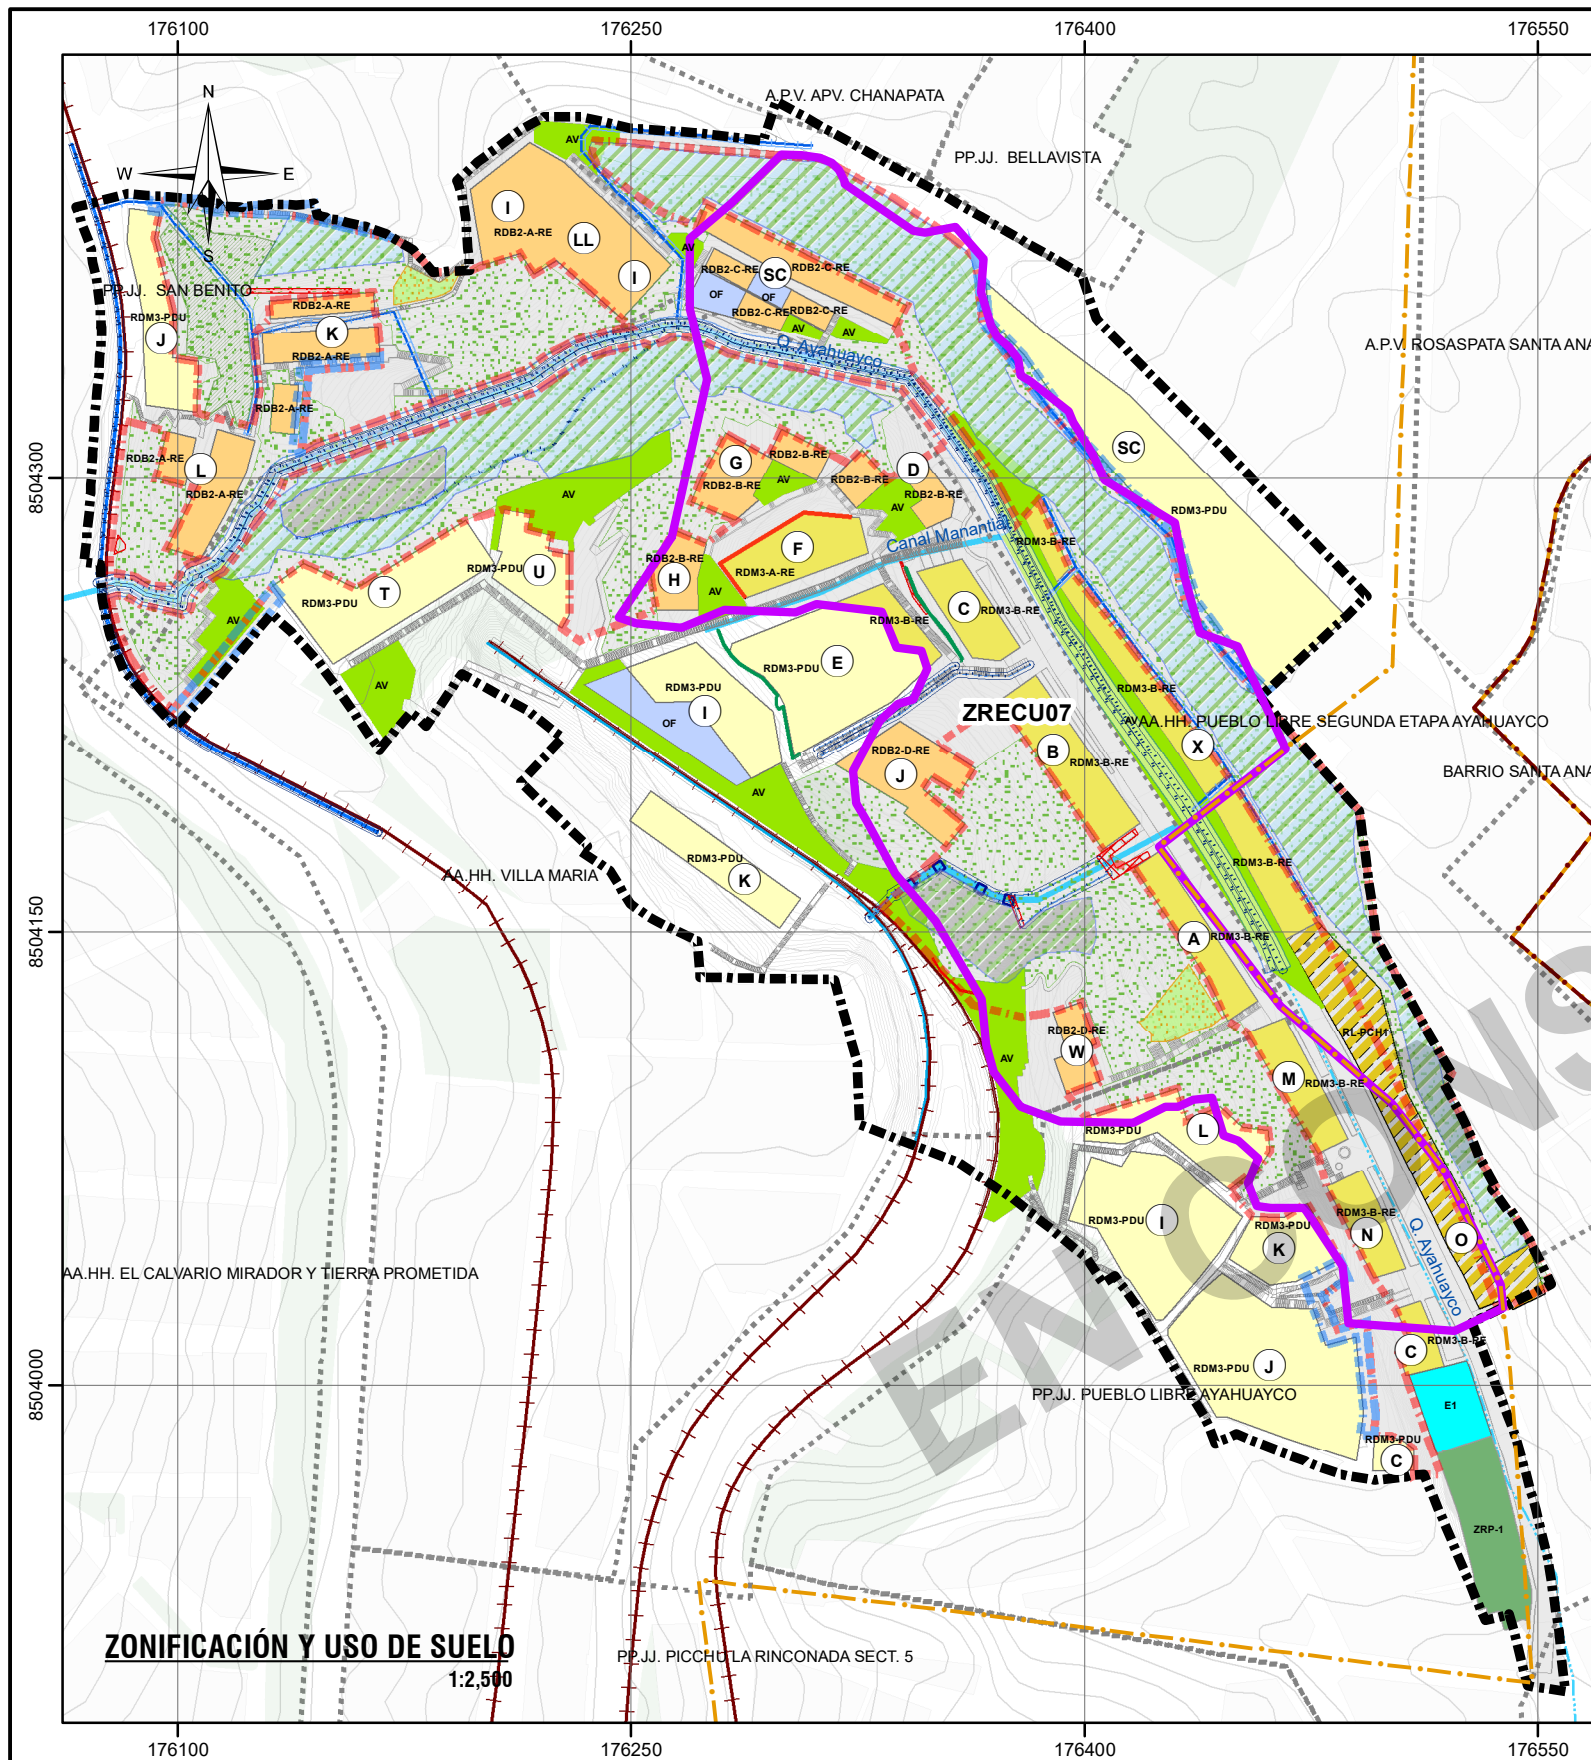 176100
176250
176400
176550
A.P.V. APV. CHANAPATA
PP.JJ. BELLAVISTA
N
W
E
S
AV
I
RDB2-A-RE
LL
I
AV
RDB2-C-RE
SC
RDB2-C-RE
OF
OF
RDB2-C-RE
RDB2-C-RE
AV
AV
Q. Ayahuayco
PP.JJ. SAN BENITO
RDM3-PDU
J
RDB2-A-RE
K
RDB2-A-RE
RDB2-A-RE
A.P.V. ROSASPATA SANTA ANA
RDB2-A-RE
L
RDB2-A-RE
8504300
G
RDB2-B-RE
RDB2-B-RE
AV
D
RDB2-B-RE
RDB2-B-RE
AV
SC
RDM3-PDU
AV
Canal Manantial
RDM3-B-RE
F
RDM3-A-RE
RDB2-B-RE
H
AV
RDM3-PDU
U
T
RDM3-PDU
AV
C
RDM3-B-RE
RDM3-B-RE
RDM3-PDU
E
RDM3-PDU
I
OF
AV
RDM3-B-RE
ZRECU07
AV
AA.HH. PUEBLO LIBRE SEGUNDA ETAPA AYAHUAYCO
X
B
RDM3-B-RE
RDB2-D-RE
J
BARRIO SANTA ANA
AV
RDM3-PDU
K
AA.HH. VILLA MARIA
RDM3-B-RE
8504150
A
RDM3-B-RE
RL-PCH1
RDB2-D-RE
W
AV
M
RDM3-B-RE
RDM3-PDU
L
RDM3-PDU
I
RDM3-PDU
K
RDM3-B-RE
N
O
Q. Ayahuayco
AA.HH. EL CALVARIO MIRADOR Y TIERRA PROMETIDA
RDM3-B-RE
C
RDM3-PDU
J
8504000
PP.JJ. PUEBLO LIBRE AYAHUAYCO
E1
RDM3-PDU
C
ZRP-1
EN CONS
ZONIFICACIÓN Y USO DE SUELO
1:2,500
PP.JJ. PICCHU LA RINCONADA SECT. 5
176100
176250
176400
176550